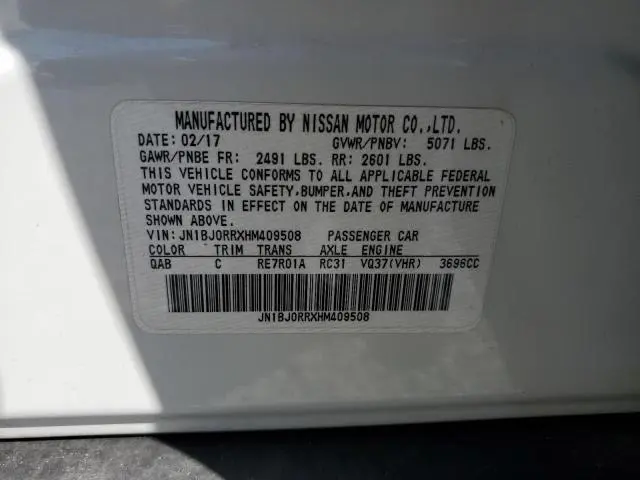 MANUFACTURED BY NISSAN MOTOR CO.,LTD.
DATE: 02/17 GVWR/PNBV: 5071 LBS.
GAWR/PNBE FR: 2491 LBS. RR: 2601 LBS.
THIS VEHICLE CONFORMS TO ALL APPLICABLE FEDERAL
MOTOR VEHICLE SAFETY,BUMPER,AND THEFT PREVENTION
STANDARDS IN EFFECT ON THE DATE OF MANUFACTURE
SHOWN ABOVE.
VIN: JN1BJ0RRXHM409508 PASSENGER CAR
COLOR TRIM TRANS AXLE ENGINE
QAB C RE7R01A RC31 VQ37(VHR) 3696CC
JN1BJ0RRXHM409508